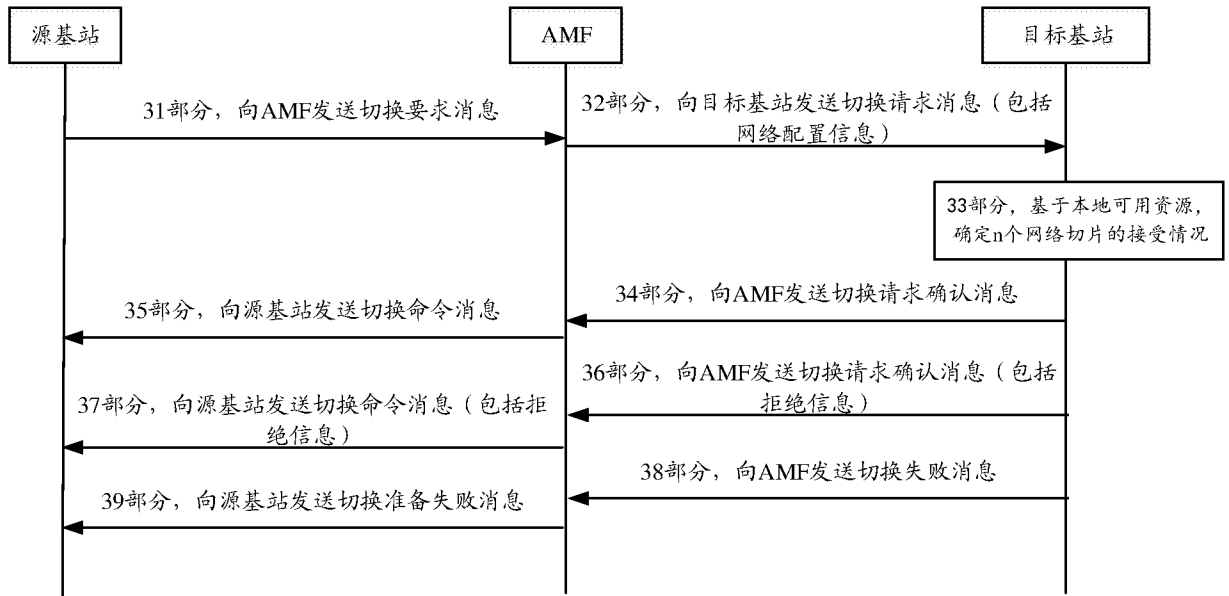 源基站
AMF
目标基站
31部分，向AMF发送切换要求消息
32部分，向目标基站发送切换请求消息（包括
网络配置信息）
33部分，基于本地可用资源，
确定n个网络切片的接受情况
34部分，向AMF发送切换请求确认消息
35部分，向源基站发送切换命令消息
36部分，向AMF发送切换请求确认消息（包括
拒绝信息）
37部分，向源基站发送切换命令消息（包括拒
绝信息）
38部分，向AMF发送切换失败消息
39部分，向源基站发送切换准备失败消息